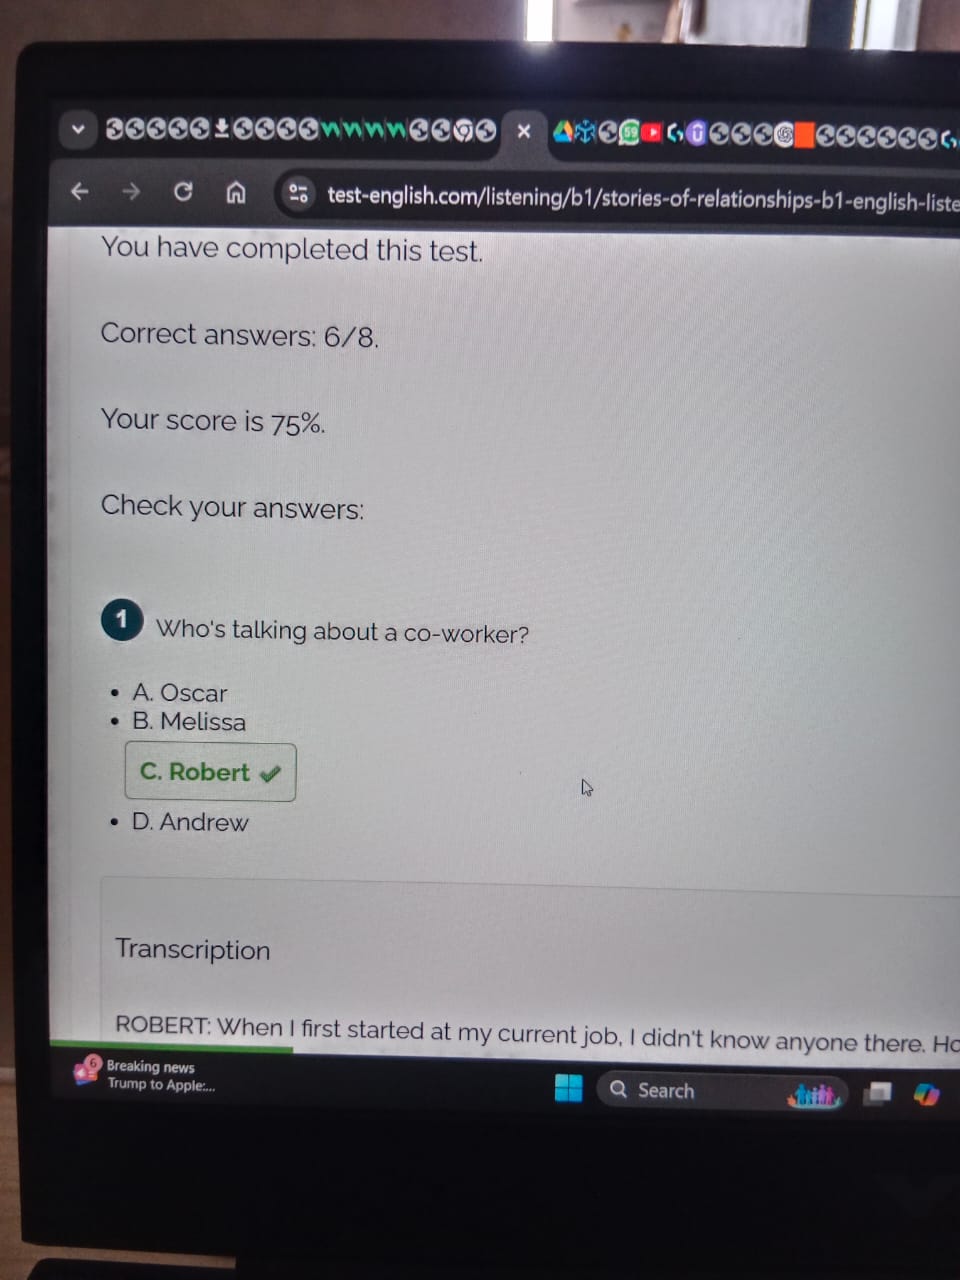 59
test-english.com/listening/b1/stories-of-relationships-b1-english-liste
You have completed this test.
Correct answers: 6/8.
Your score is 75%.
Check your answers:
1 Who's talking about a co-worker?
• A. Oscar
• B. Melissa
C. Robert
• D. Andrew
Transcription
ROBERT: When I first started at my current job, I didn't know anyone there. Ho
6 Breaking news
Trump to Apple:...
Search